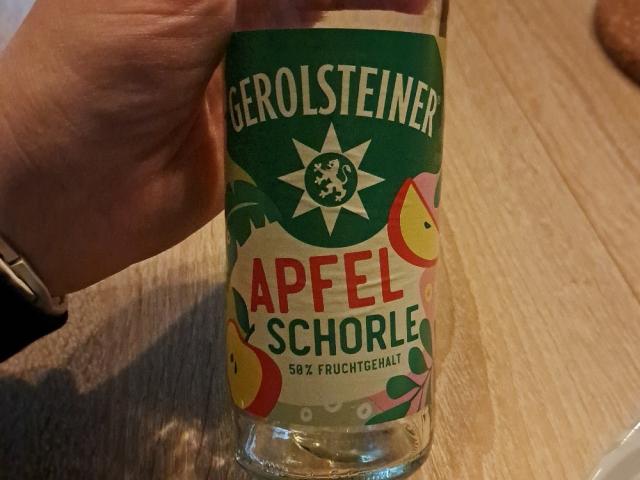 GEROLSTEINER
APFEL
SCHORLE
50% FRUCHTGEHALT